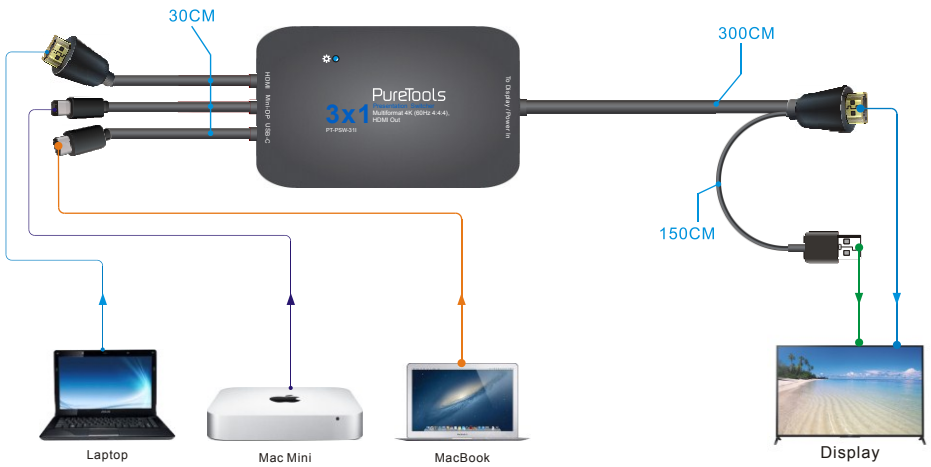 30CM
300CM
HDMI
Mini-DP
USB-C
PureTools
3x1
Presentation Switcher
Multiformat 4K (60Hz 4:4:4),
HDMI Out
PT-PSW-31I
To Display / Power In
150CM
Laptop
Mac Mini
MacBook
Display